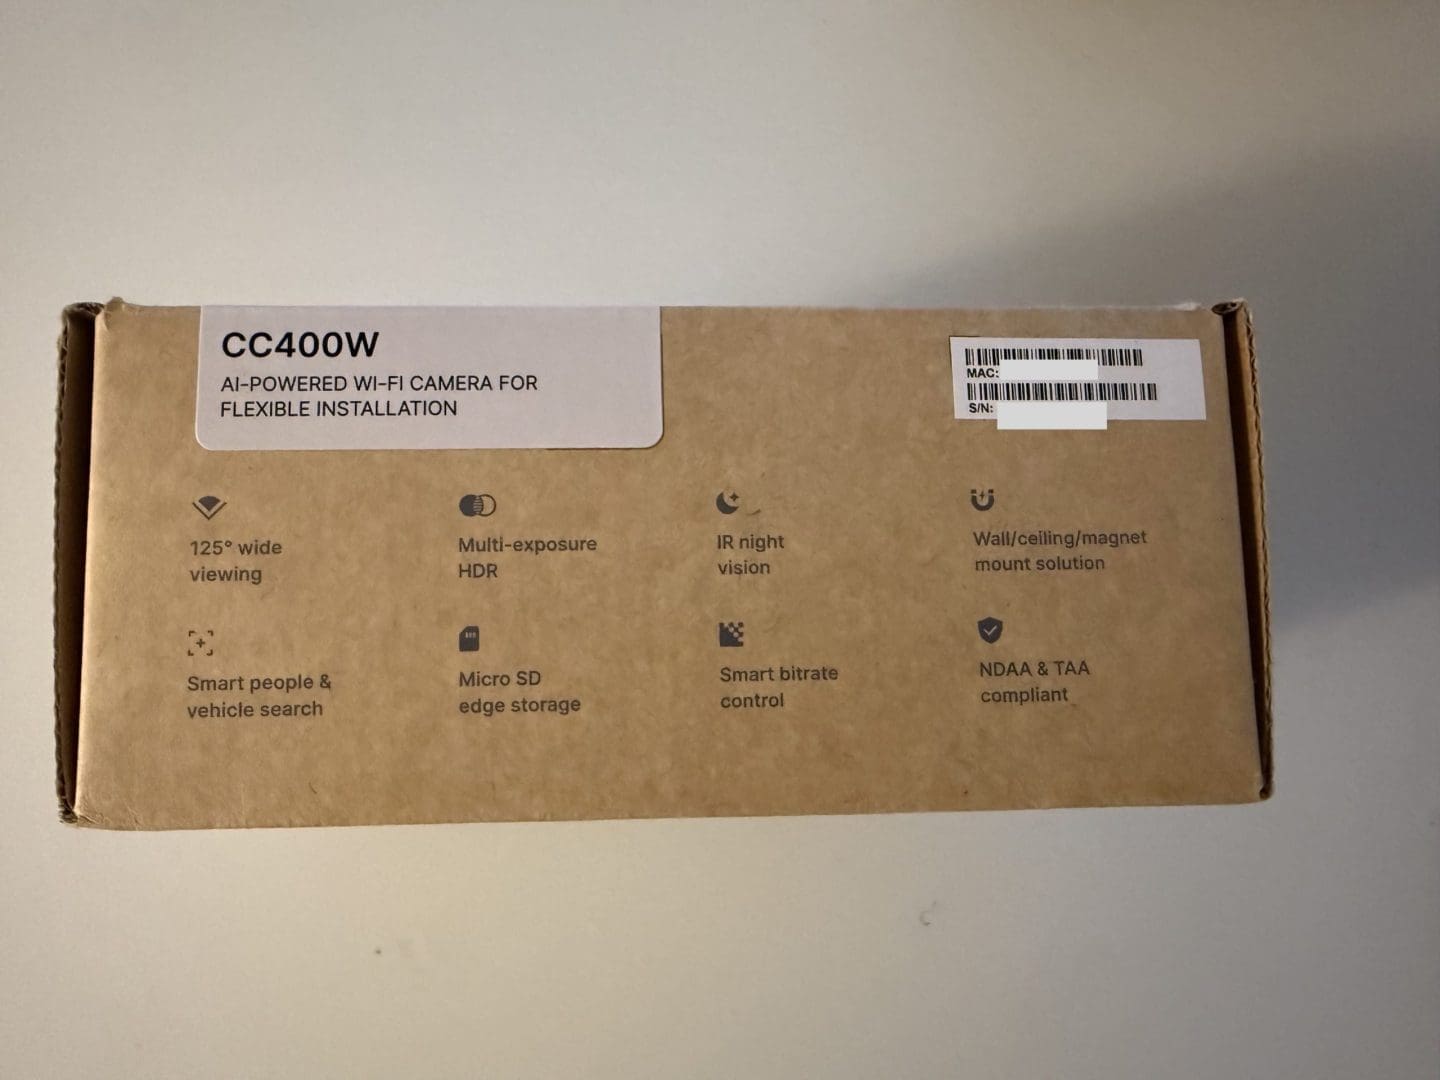 CC400W
AI-POWERED WI-FI CAMERA FOR
FLEXIBLE INSTALLATION
MAC:
S/N:
125° wide
viewing
Multi-exposure
HDR
IR night
vision
Wall/ceiling/magnet
mount solution
Smart people &
vehicle search
Micro SD
edge storage
Smart bitrate
control
NDAA & TAA
compliant